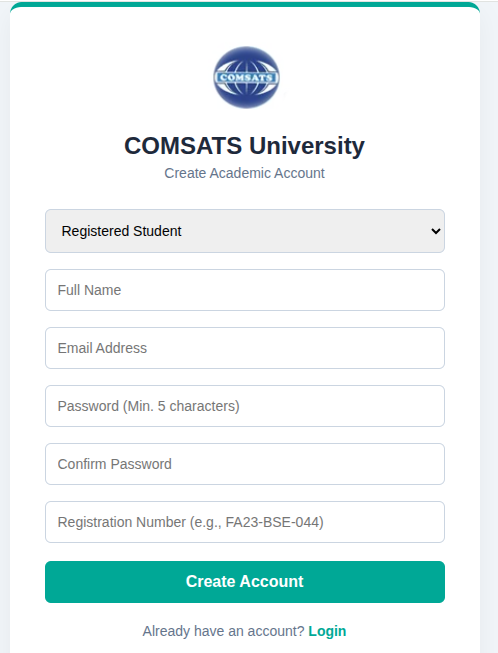 COMSATS
COMSATS University
Create Academic Account
Registered Student
Full Name
Email Address
Password (Min. 5 characters)
Confirm Password
Registration Number (e.g., FA23-BSE-044)
Create Account
Already have an account? Login